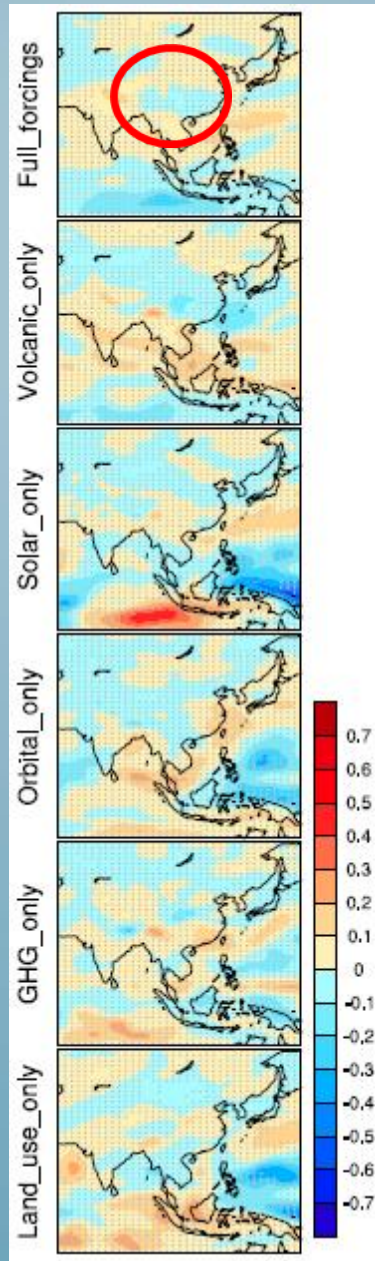 Full_forcings
Volcanic_only
Solar_only
Orbital_only
GHG_only
Land_use_only
0.7
0.6
0.5
0.4
0.3
0.2
0.1
0
-0.1
-0.2
-0.3
-0.4
-0.5
-0.6
-0.7